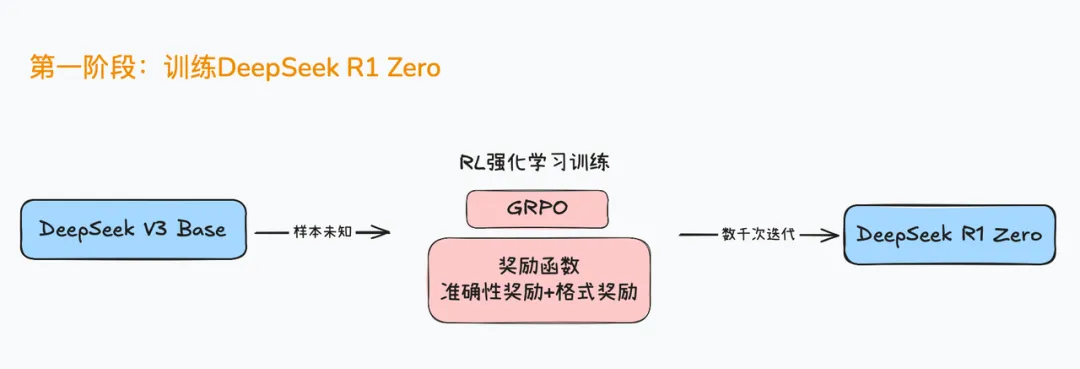 第一阶段：训练DeepSeek R1 Zero
RL强化学习训练
GRPO
DeepSeek V3 Base
样本未知
奖励函数
准确性奖励+格式奖励
数千次迭代
DeepSeek R1 Zero